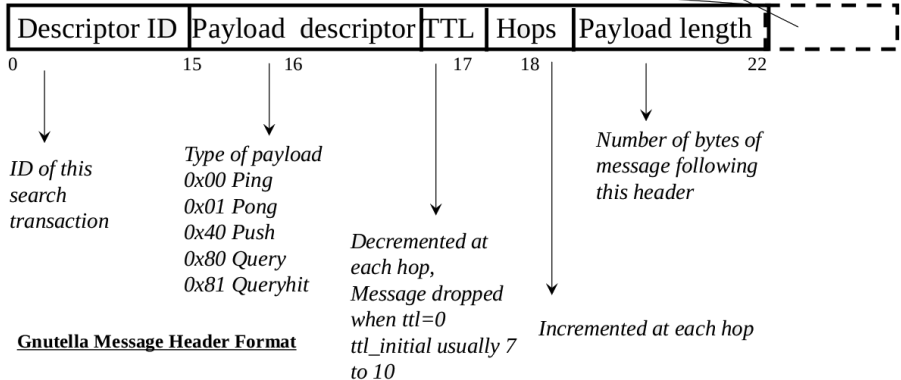 Descriptor ID Payload descriptor TTL Hops Payload length
0 15 16 17 18 22
ID of this
search
transaction
Type of payload
0x00 Ping
0x01 Pong
0x40 Push
0x80 Query
0x81 Queryhit
Decremented at
each hop,
Message dropped
when ttl=0
ttl_initial usually 7
to 10
Incremented at each hop
Number of bytes of
message following
this header
Gnutella Message Header Format